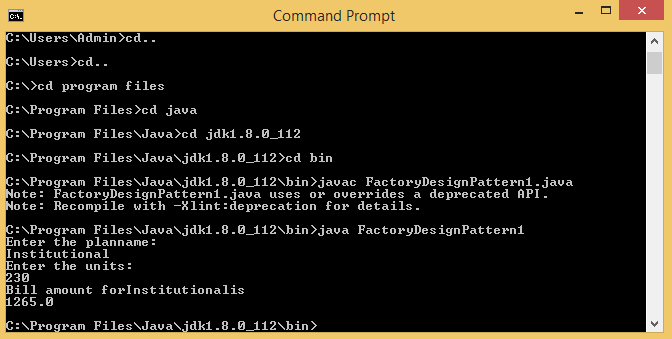 Command Prompt
C:\Users\Admin>cd..
C:\Users>cd..
C:\>cd program files
C:\Program Files>cd java
C:\Program Files\Java>cd jdk1.8.0_112
C:\Program Files\Java\jdk1.8.0_112>cd bin
C:\Program Files\Java\jdk1.8.0_112\bin>javac FactoryDesignPattern1.java
Note: FactoryDesignPattern1.java uses or overrides a deprecated API.
Note: Recompile with -Xlint:deprecation for details.
C:\Program Files\Java\jdk1.8.0_112\bin>java FactoryDesignPattern1
Enter the planname:
Institutional
Enter the units:
230
Bill amount forInstitutionalis
1265.0
C:\Program Files\Java\jdk1.8.0_112\bin>